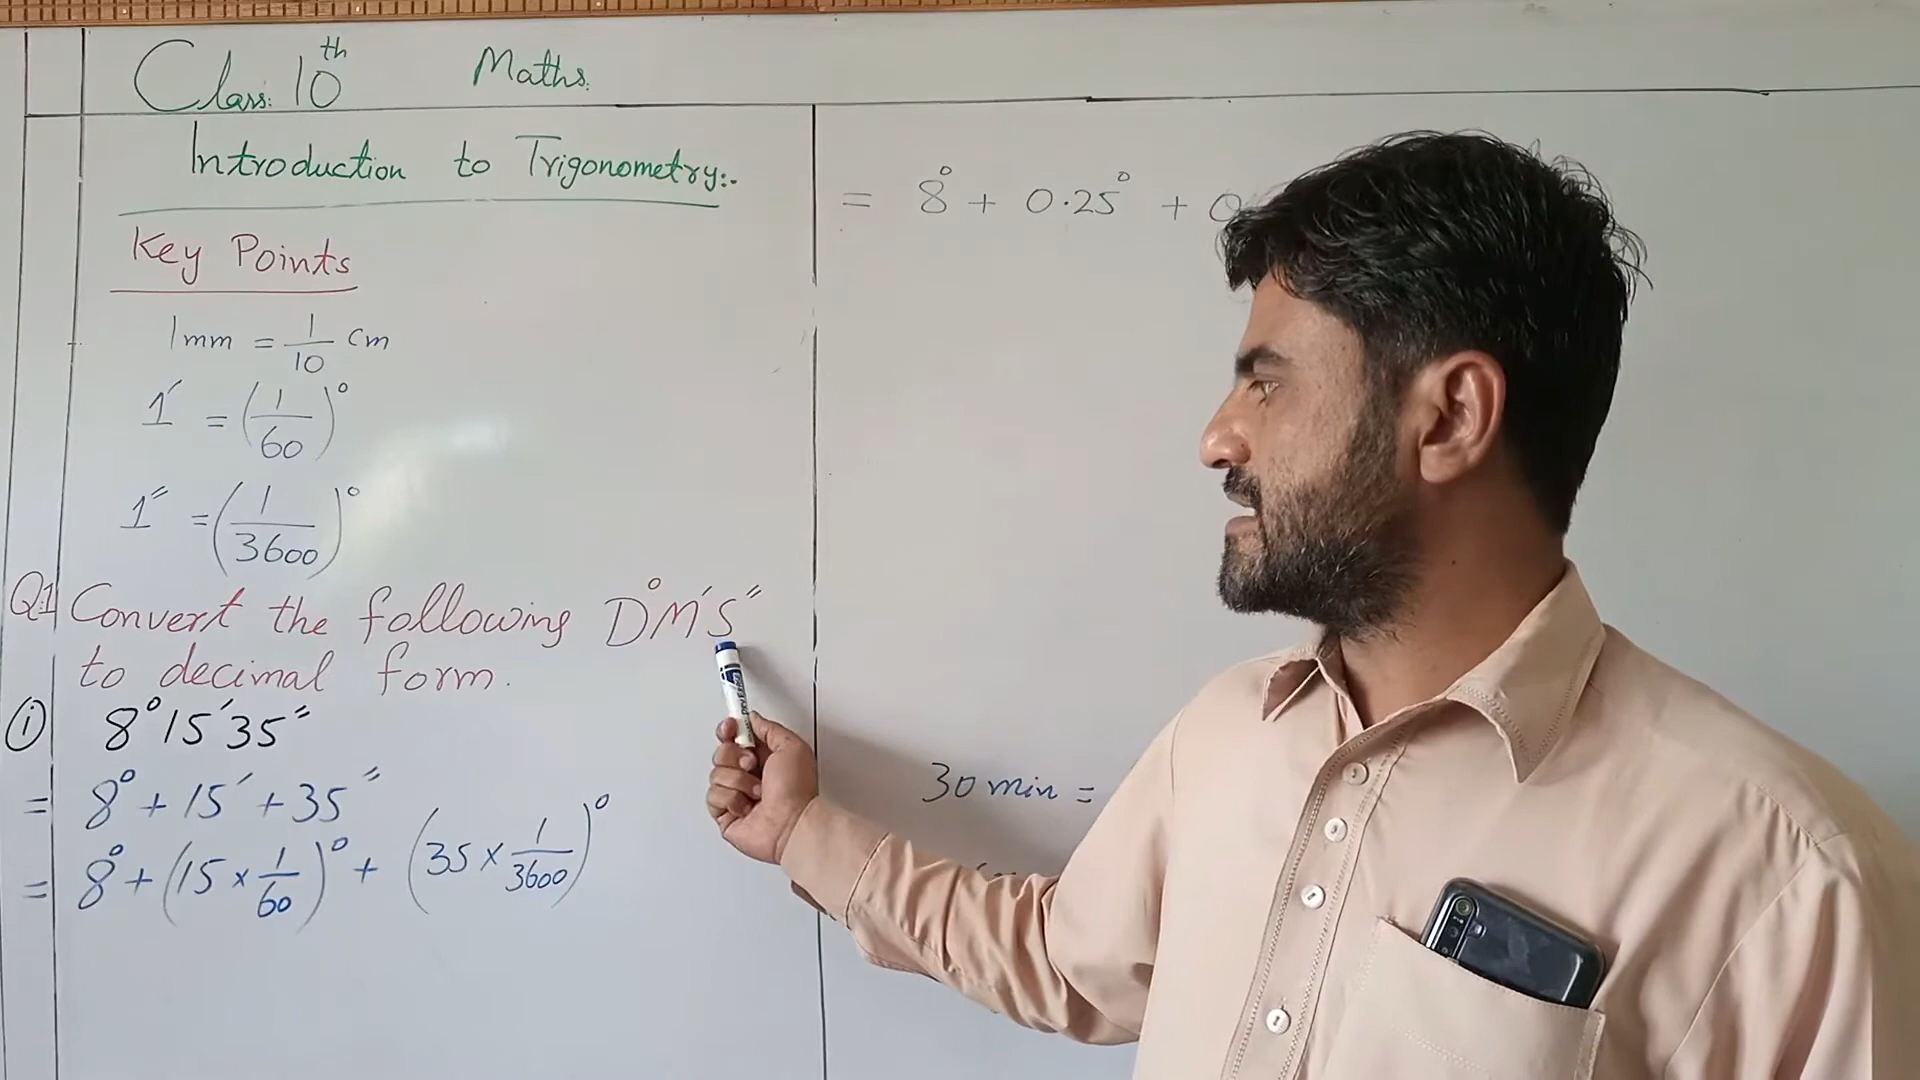 Class: 10th Maths.
Introduction to Trigonometry:.
Key Points
1mm = 1/10 cm
1′ = (1/60)°
1″ = (1/3600)°
Q1 Convert the following D°M′S″
to decimal form.
(i) 8°15′35″
= 8° + 15′ + 35″
= 8° + (15 × 1/60)° + (35 × 1/3600)°
= 8° + 0.25° + 0
30 min =